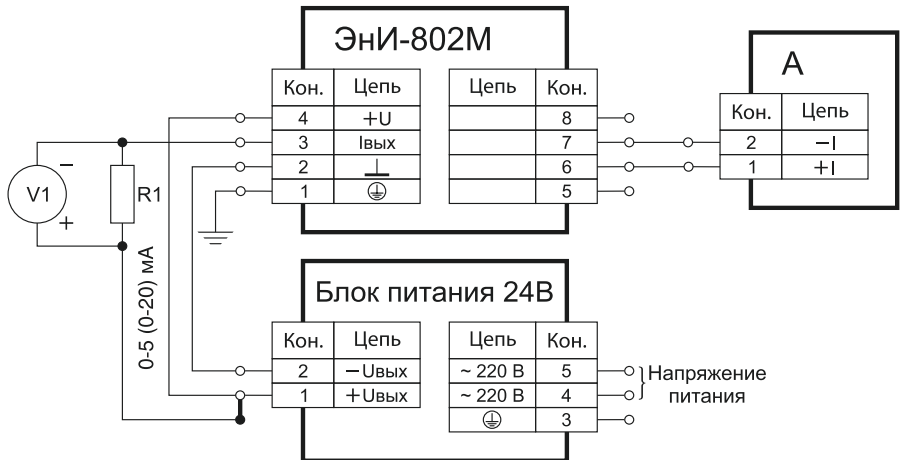 ЭнИ-802М
А
Кон. Цепь Цепь Кон.
Кон. Цепь
4 +U 8
3 Iвых 7
2 ⊥ 6
1 5
2 −I
1 +I
− V1 +
R1
0-5 (0-20) мА
Блок питания 24В
Кон. Цепь Цепь Кон.
2 −Uвых ~ 220 В 5
1 +Uвых ~ 220 В 4
3
Напряжение
питания